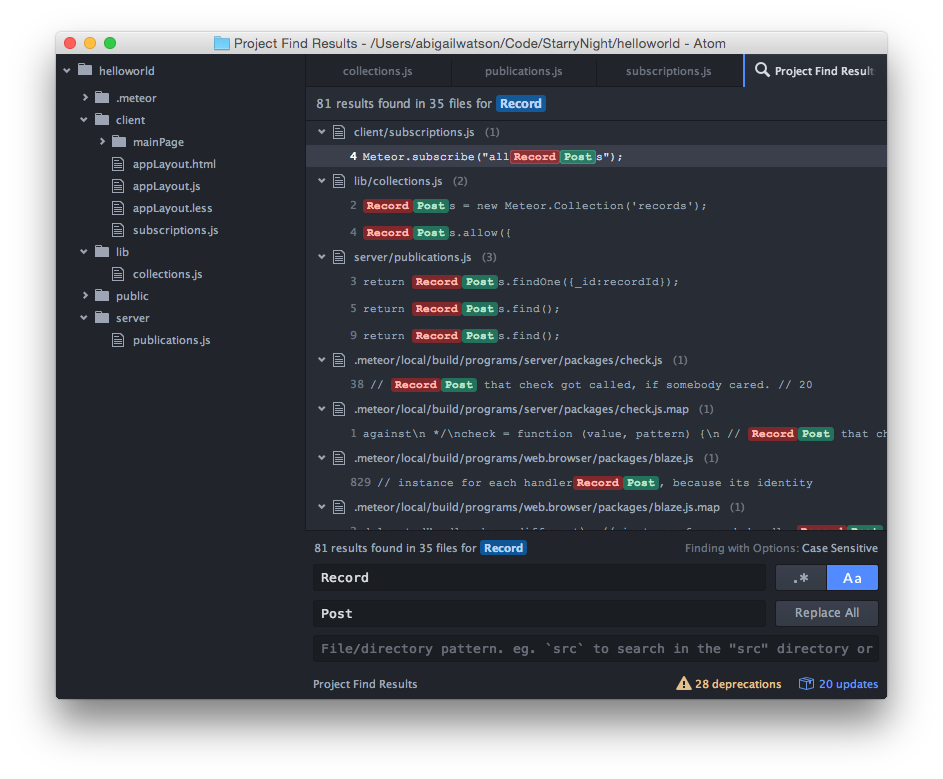 Project Find Results - /Users/abigailwatson/Code/StarryNight/helloworld - Atom
helloworld
.meteor
client
mainPage
appLayout.html
appLayout.js
appLayout.less
subscriptions.js
lib
collections.js
public
server
publications.js
collections.js publications.js subscriptions.js Project Find Result
81 results found in 35 files for Record
client/subscriptions.js (1)
4 Meteor.subscribe("allRecordPosts");
lib/collections.js (2)
2 RecordPosts = new Meteor.Collection('records');
4 RecordPosts.allow({
server/publications.js (3)
3 return RecordPosts.findOne({_id:recordId});
5 return RecordPosts.find();
9 return RecordPosts.find();
.meteor/local/build/programs/server/packages/check.js (1)
38 // RecordPost that check got called, if somebody cared. // 20
.meteor/local/build/programs/server/packages/check.js.map (1)
1 against\n */\ncheck = function (value, pattern) {\n // RecordPost that ch
.meteor/local/build/programs/web.browser/packages/blaze.js (1)
829 // instance for each handlerRecordPost, because its identity
.meteor/local/build/programs/web.browser/packages/blaze.js.map (1)
81 results found in 35 files for Record Finding with Options: Case Sensitive
Record .* Aa
Post Replace All
File/directory pattern. eg. `src` to search in the "src" directory or
Project Find Results 28 deprecations 20 updates